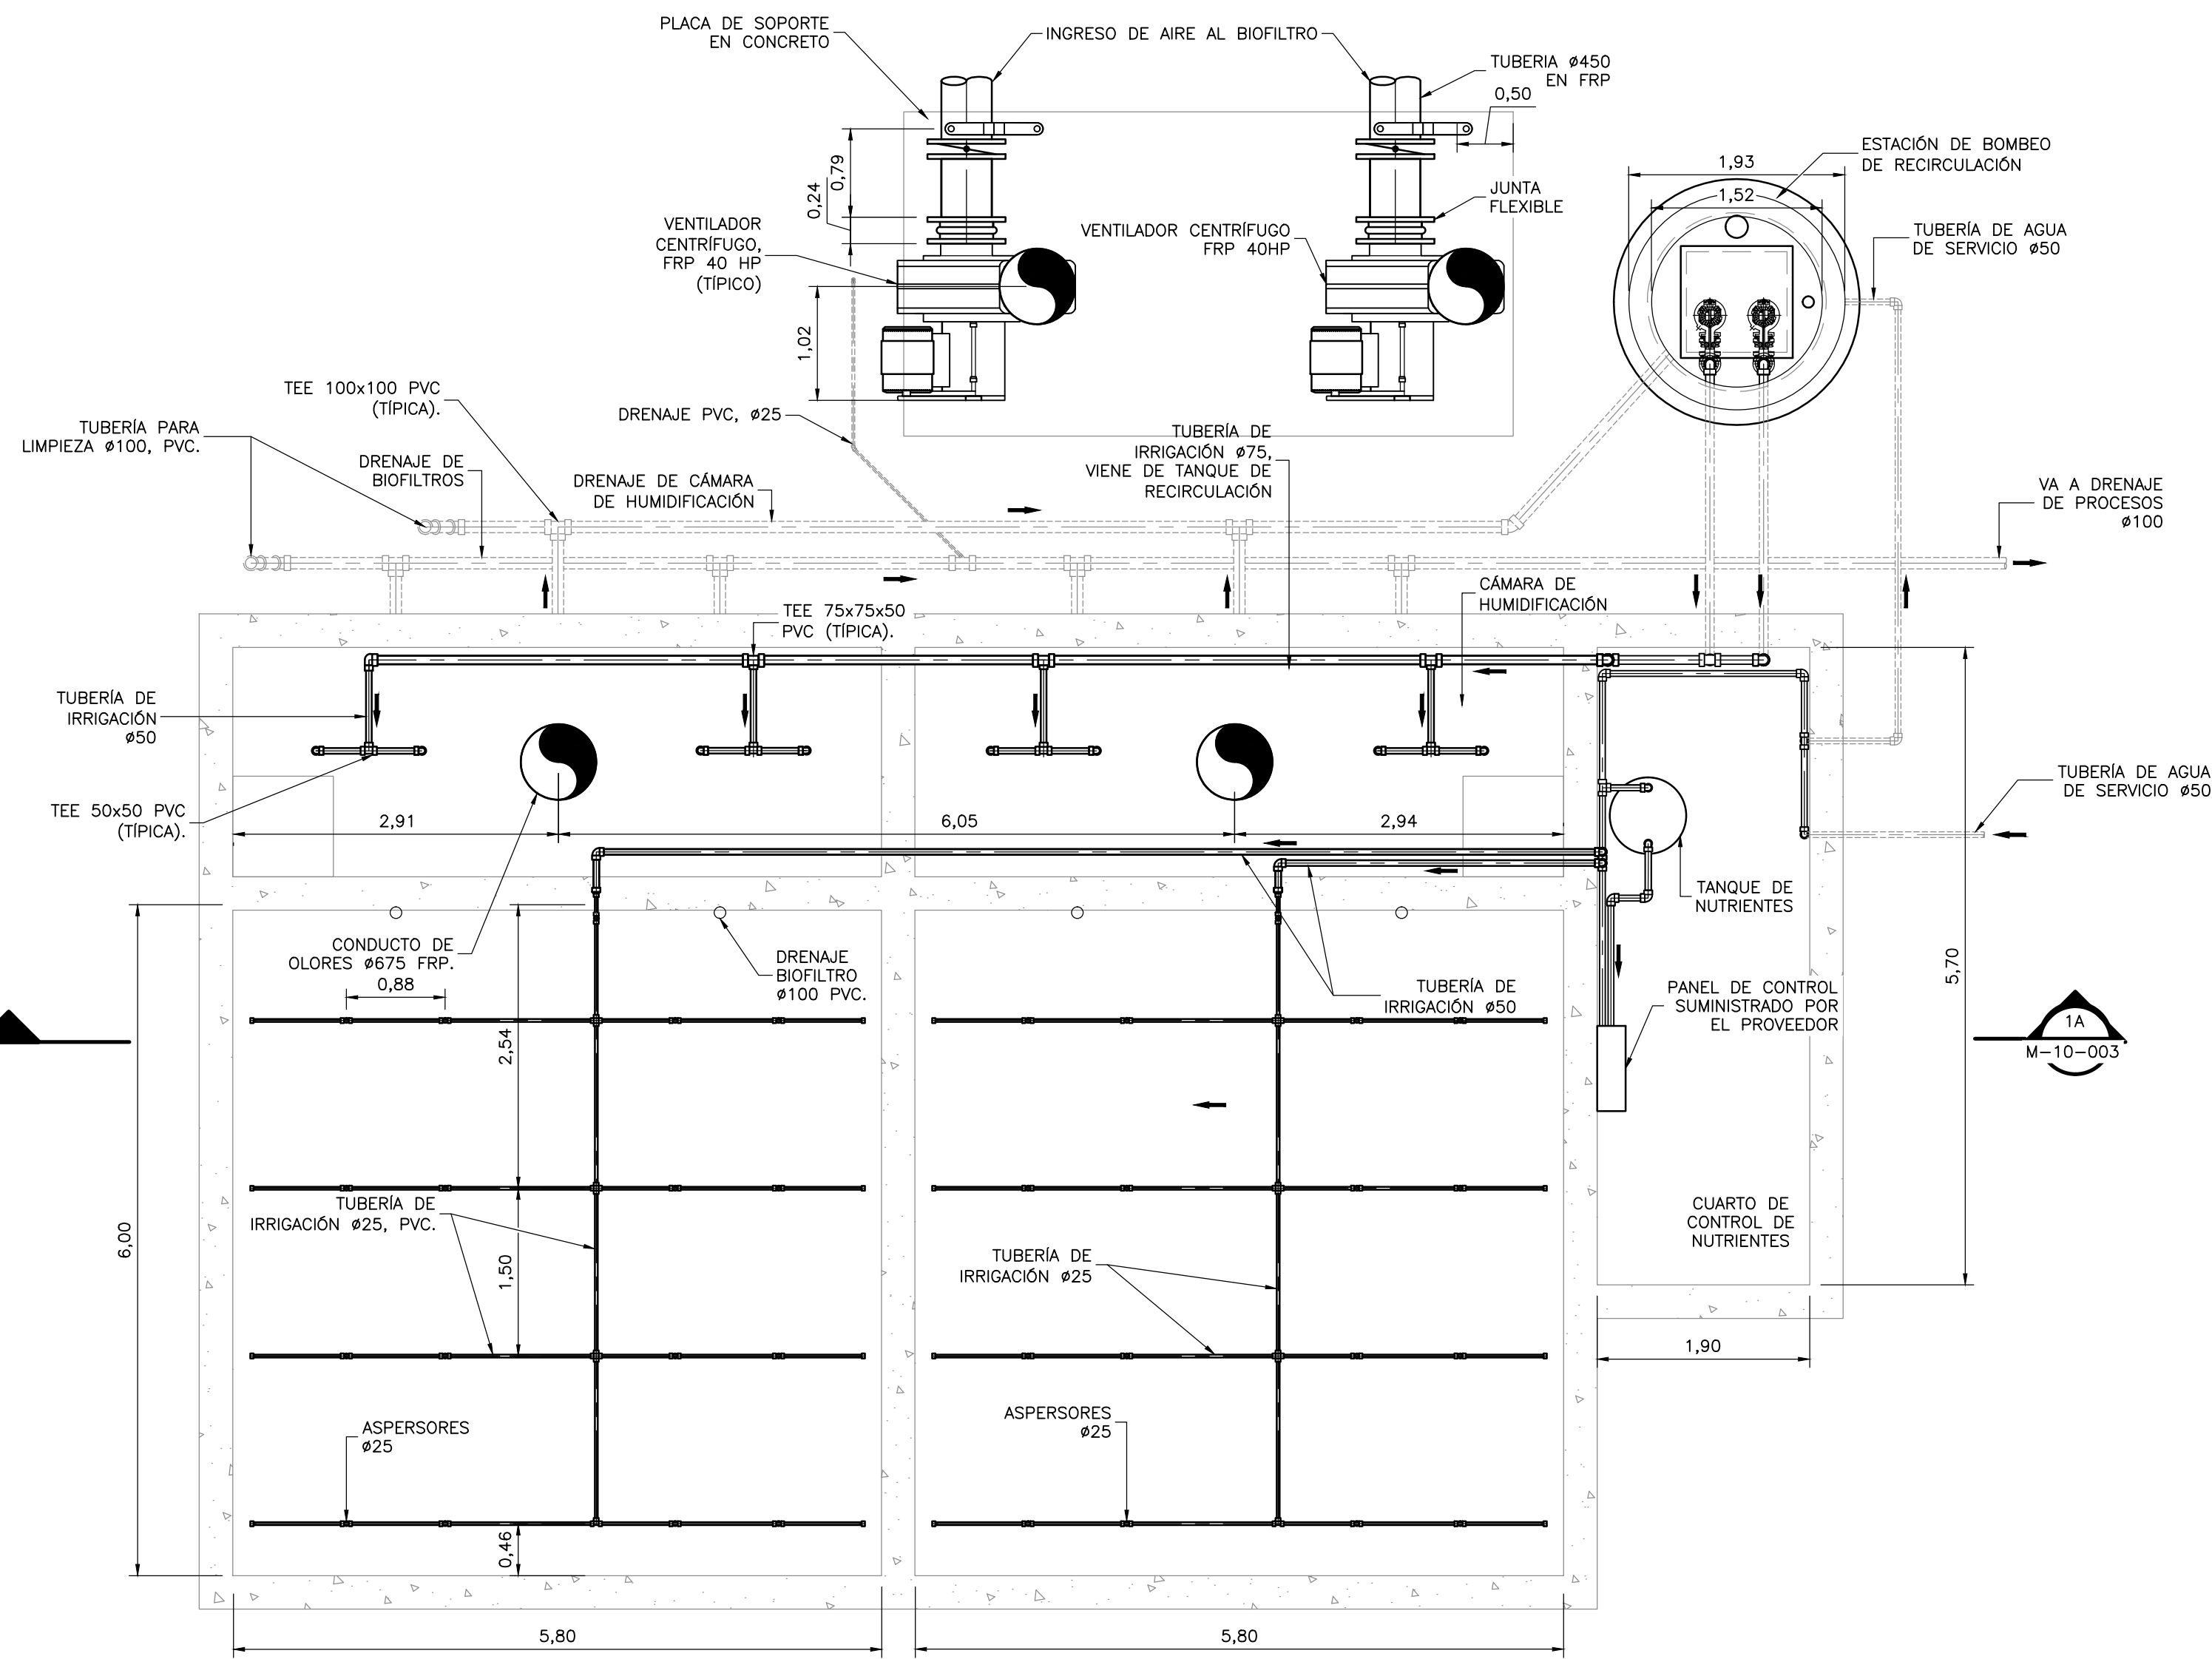 PLACA DE SOPORTE
EN CONCRETO
INGRESO DE AIRE AL BIOFILTRO
TUBERIA ø450
EN FRP
0,50
0,79
0,24
1,02
VENTILADOR
CENTRÍFUGO,
FRP 40 HP
(TÍPICO)
VENTILADOR CENTRÍFUGO
FRP 40HP
JUNTA
FLEXIBLE
1,93
1,52
ESTACIÓN DE BOMBEO
DE RECIRCULACIÓN
TUBERÍA DE AGUA
DE SERVICIO ø50
TEE 100x100 PVC
(TÍPICA).
TUBERÍA PARA
LIMPIEZA ø100, PVC.
DRENAJE DE
BIOFILTROS
DRENAJE PVC, ø25
DRENAJE DE CÁMARA
DE HUMIDIFICACIÓN
TUBERÍA DE
IRRIGACIÓN ø75,
VIENE DE TANQUE DE
RECIRCULACIÓN
VA A DRENAJE
DE PROCESOS
ø100
CÁMARA DE
HUMIDIFICACIÓN
TEE 75x75x50
PVC (TÍPICA).
TUBERÍA DE
IRRIGACIÓN
ø50
TEE 50x50 PVC
(TÍPICA).
2,91
6,05
2,94
TUBERÍA DE AGUA
DE SERVICIO ø50
TANQUE DE
NUTRIENTES
CONDUCTO DE
OLORES ø675 FRP.
0,88
DRENAJE
BIOFILTRO
ø100 PVC.
TUBERÍA DE
IRRIGACIÓN ø50
PANEL DE CONTROL
SUMINISTRADO POR
EL PROVEEDOR
5,70
1A
M-10-003
2,54
6,00
TUBERÍA DE
IRRIGACIÓN ø25, PVC.
1,50
TUBERÍA DE
IRRIGACIÓN ø25
CUARTO DE
CONTROL DE
NUTRIENTES
1,90
ASPERSORES
ø25
ASPERSORES
ø25
0,46
5,80
5,80